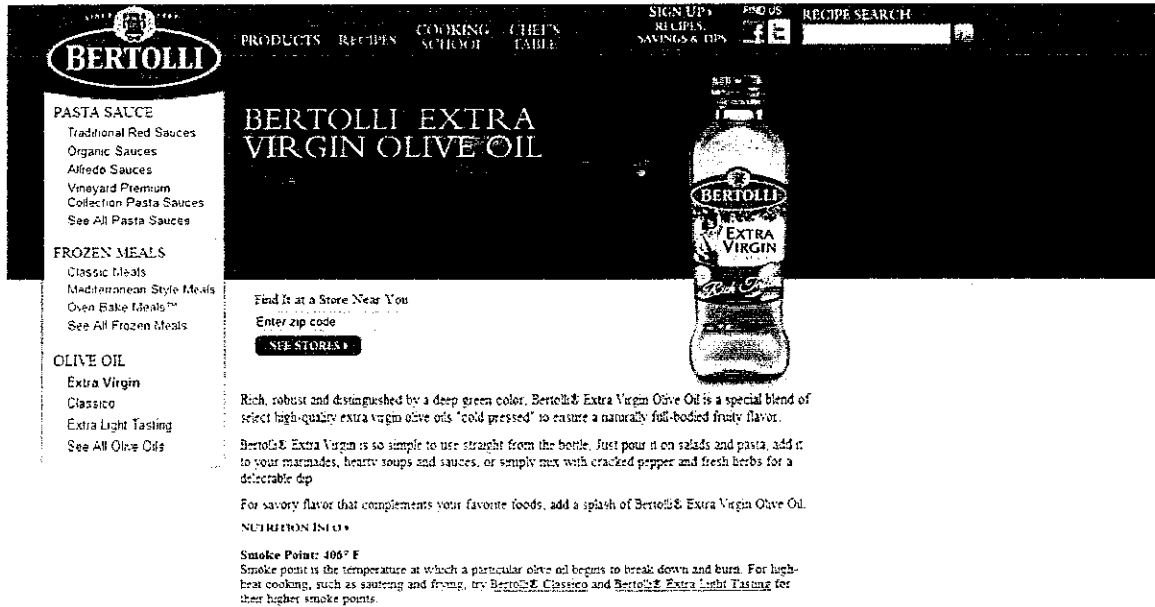 BERTOLLI
PRODUCTS
RECIPES
COOKING SCHOOL
CHEF'S TABLE
SIGN UP
RECIPES,
SAVINGS & TIPS
FIND US
RECIPE SEARCH
PASTA SAUCE
Traditional Red Sauces
Organic Sauces
Alfredo Sauces
Vineyard Premium
Collection Pasta Sauces
See All Pasta Sauces
FROZEN MEALS
Classic Meals
Mediterranean Style Meals
Oven Bake Meals™
See All Frozen Meals
OLIVE OIL
Extra Virgin
Classico
Extra Light Tasting
See All Olive Oils
BERTOLLI EXTRA
VIRGIN OLIVE OIL
BERTOLLI
EXTRA
VIRGIN
Find It at a Store Near You
Enter zip code
SEE STORES
Rich, robust and distinguished by a deep green color, Bertolli® Extra Virgin Olive Oil is a special blend of
select high-quality extra virgin olive oils "cold pressed" to ensure a naturally full-bodied fruity flavor.
Bertolli® Extra Virgin is so simple to use straight from the bottle. Just pour it on salads and pasta, add it
to your marinades, hearty soups and sauces, or simply mix with cracked pepper and fresh herbs for a
delectable dip
For savory flavor that complements your favorite foods, add a splash of Bertolli® Extra Virgin Olive Oil.
NUTRITION INFO
Smoke Point: 406° F
Smoke point is the temperature at which a particular olive oil begins to break down and burn. For high-
heat cooking, such as sauteing and frying, try Bertolli® Classico and Bertolli® Extra Light Tasting for
their higher smoke points.